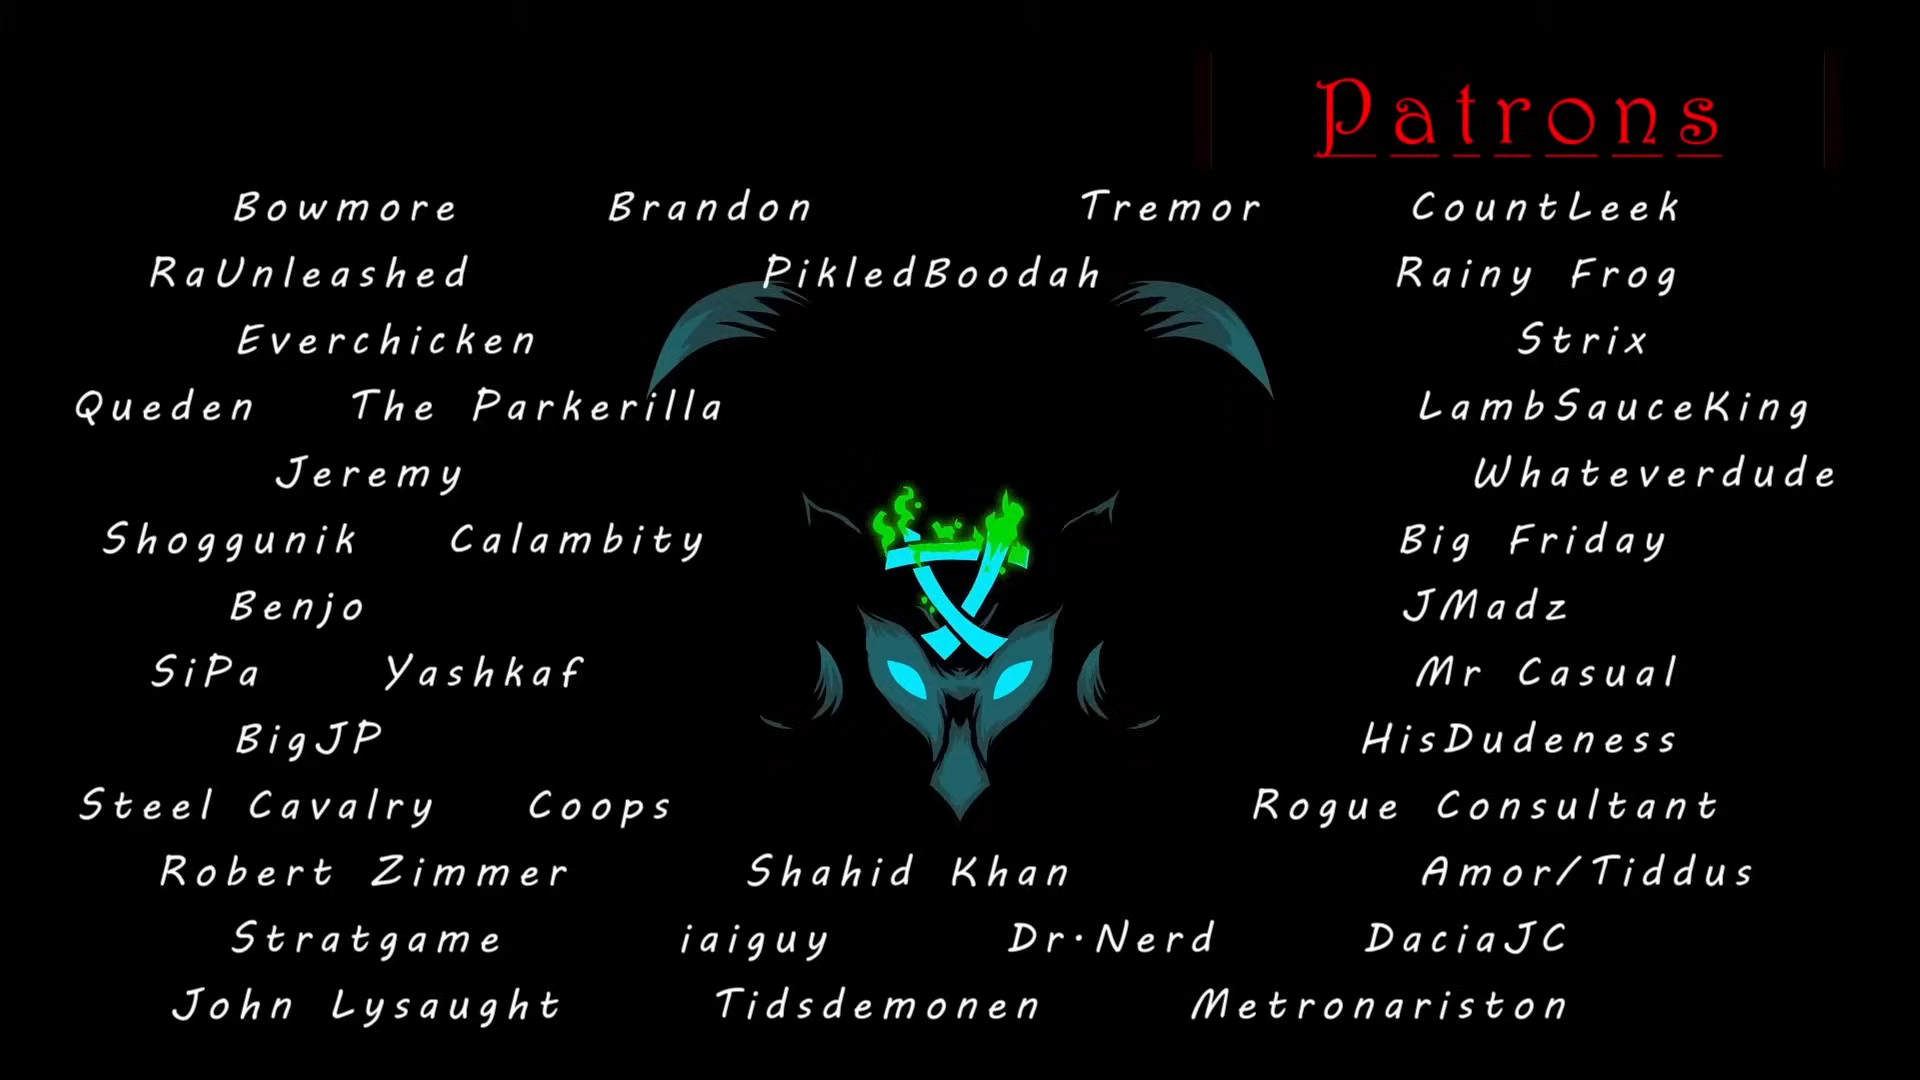 Patrons
Bowmore Brandon Tremor CountLeek
RaUnleashed PikledBoodah Rainy Frog
Everchicken Strix
Queden The Parkerilla LambSauceKing
Jeremy Whateverdude
Shoggunik Calambity Big Friday
Benjo JMadz
SiPa Yashkaf Mr Casual
BigJP HisDudeness
Steel Cavalry Coops Rogue Consultant
Robert Zimmer Shahid Khan Amor/Tiddus
Stratgame iaiguy Dr·Nerd DaciaJC
John Lysaught Tidsdemonen Metronariston